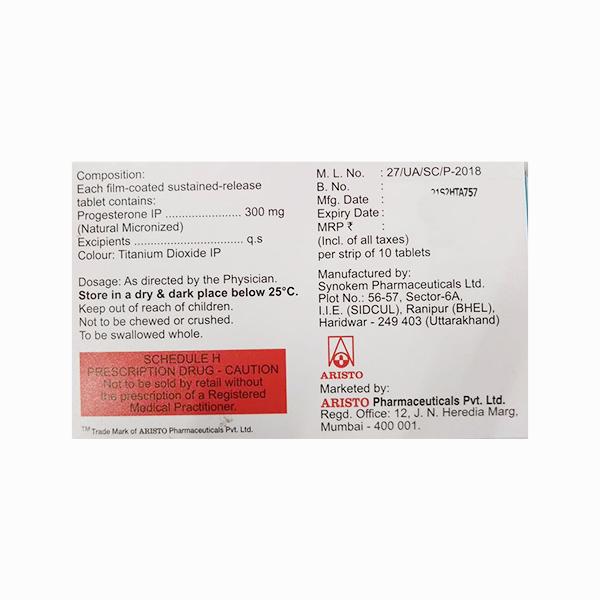 Composition:
Each film-coated sustained-release
tablet contains:
Progesterone IP ....................... 300 mg
(Natural Micronized)
Excipients ................................. q.s
Colour: Titanium Dioxide IP
Dosage: As directed by the Physician.
Store in a dry & dark place below 25°C.
Keep out of reach of children.
Not to be chewed or crushed.
To be swallowed whole.
SCHEDULE H
PRESCRIPTION DRUG - CAUTION
Not to be sold by retail without
the prescription of a Registered
Medical Practitioner.
TM Trade Mark of ARISTO Pharmaceuticals Pvt. Ltd.
M. L. No. : 27/UA/SC/P-2018
B. No. :
Mfg. Date :
Expiry Date :
MRP ₹ :
(Incl. of all taxes)
per strip of 10 tablets
Manufactured by:
Synokem Pharmaceuticals Ltd.
Plot No.: 56-57, Sector-6A,
I.I.E. (SIDCUL), Ranipur (BHEL),
Haridwar - 249 403 (Uttarakhand)
ARISTO
Marketed by:
ARISTO Pharmaceuticals Pvt. Ltd.
Regd. Office: 12, J. N. Heredia Marg,
Mumbai - 400 001.